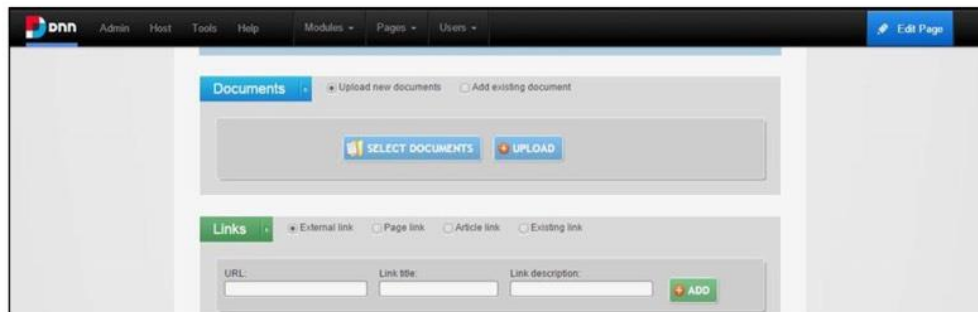 DNN Admin Host Tools Help Modules Pages Users Edit Page
Documents Upload new documents Add existing document
SELECT DOCUMENTS UPLOAD
Links External link Page link Article link Existing link
URL: Link title: Link description:
ADD